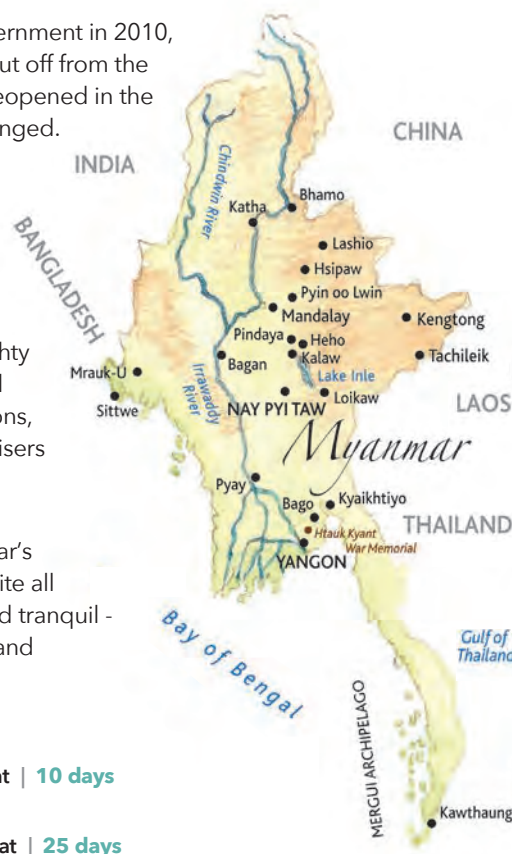 ernment in 2010,
ut off from the
eopened in the
nged.
CHINA
INDIA
Chindwin River
BANGLADESH
Bhamo
Katha
Lashio
Hsipaw
Pyin oo Lwin
Mandalay
Kengtong
Pindaya
Heho
Kalaw
Tachileik
Bagan
Lake Inle
hty
Mrauk-U
Irrawaddy
River
Sittwe
NAY PYI TAW
Loikaw
LAOS
ons,
isers
Myanmar
Pyay
Bago
Kyaikhtiyo
THAILAND
Htauk Kyant
War Memorial
YANGON
ar's
ite all
d tranquil -
and
Bay of Bengal
Gulf of
Thailand
MERGUI ARCHIPELAGO
Kawthaung
at | 10 days
at | 25 days